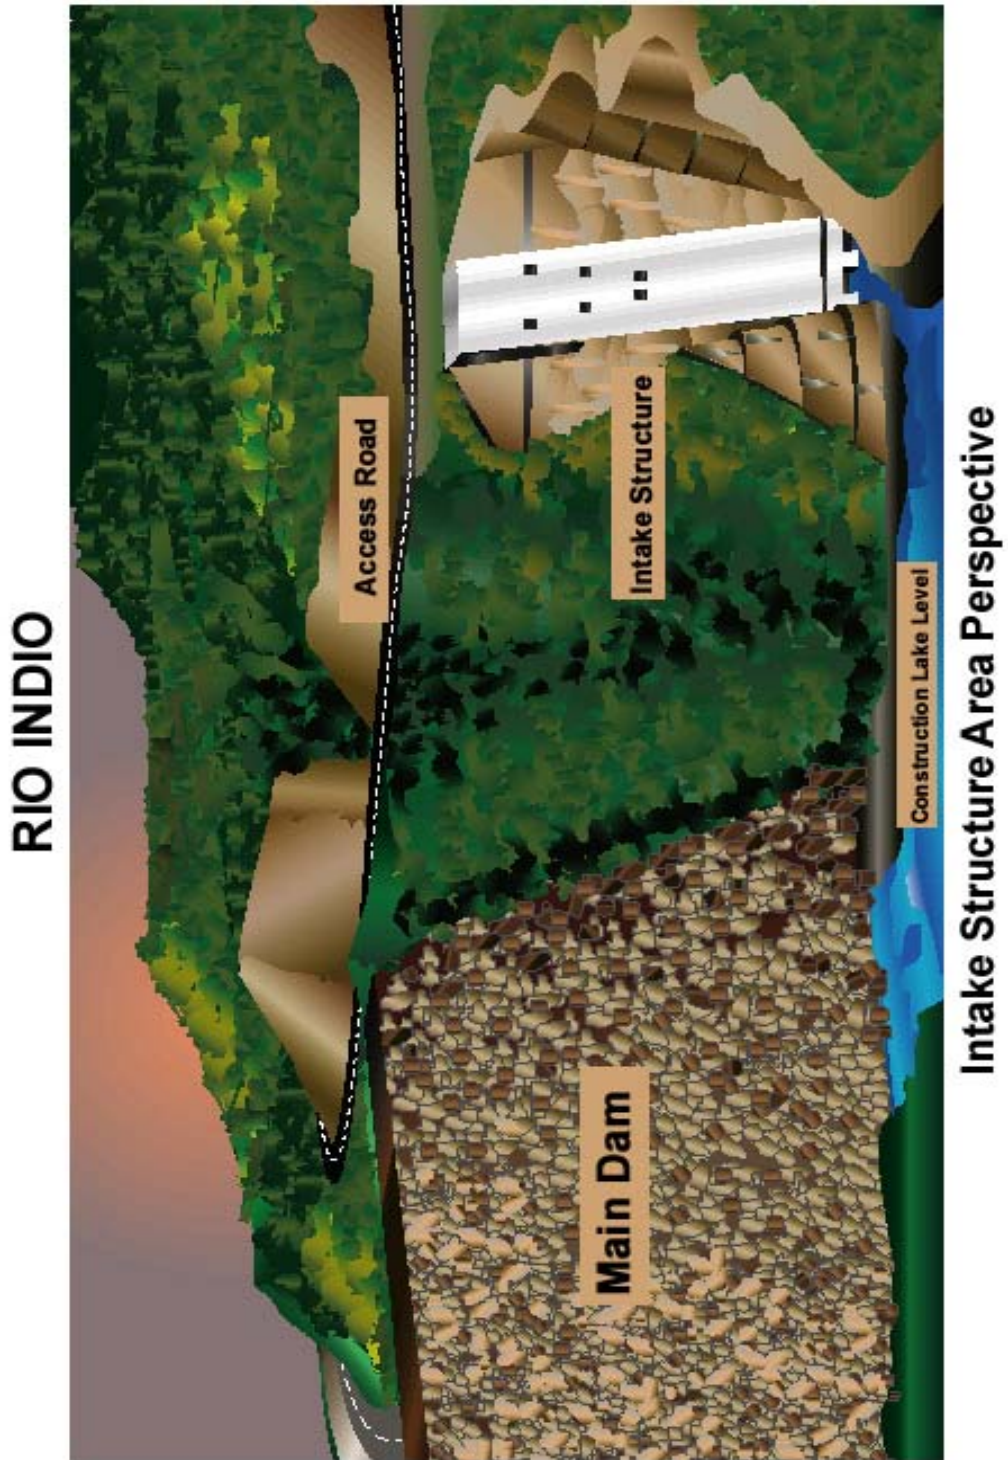 RIO INDIO
Access Road
Intake Structure
Main Dam
Construction Lake Level
Intake Structure Area Perspective